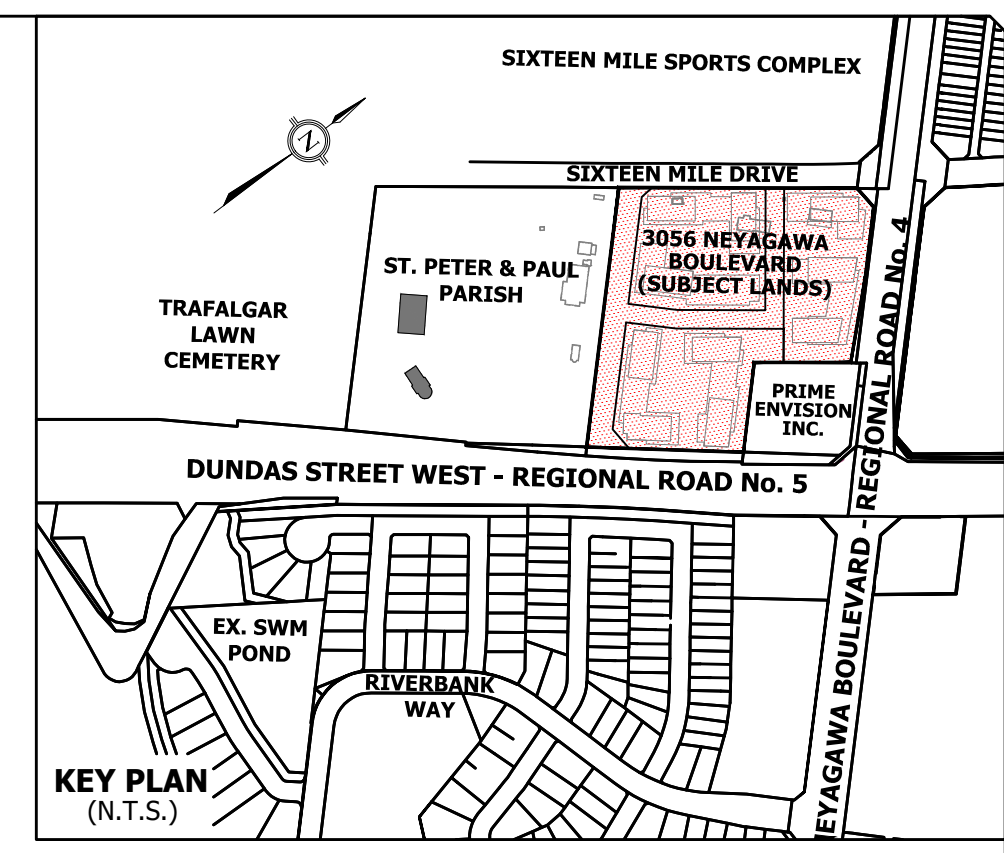 SIXTEEN MILE SPORTS COMPLEX
N
SIXTEEN MILE DRIVE
3056 NEYAGAWA
BOULEVARD
(SUBJECT LANDS)
ST. PETER & PAUL
PARISH
TRAFALGAR
LAWN
CEMETERY
PRIME
ENVISION
INC.
DUNDAS STREET WEST - REGIONAL ROAD No. 5
NEYAGAWA BOULEVARD - REGIONAL ROAD No. 4
EX. SWM
POND
RIVERBANK
WAY
KEY PLAN
(N.T.S.)